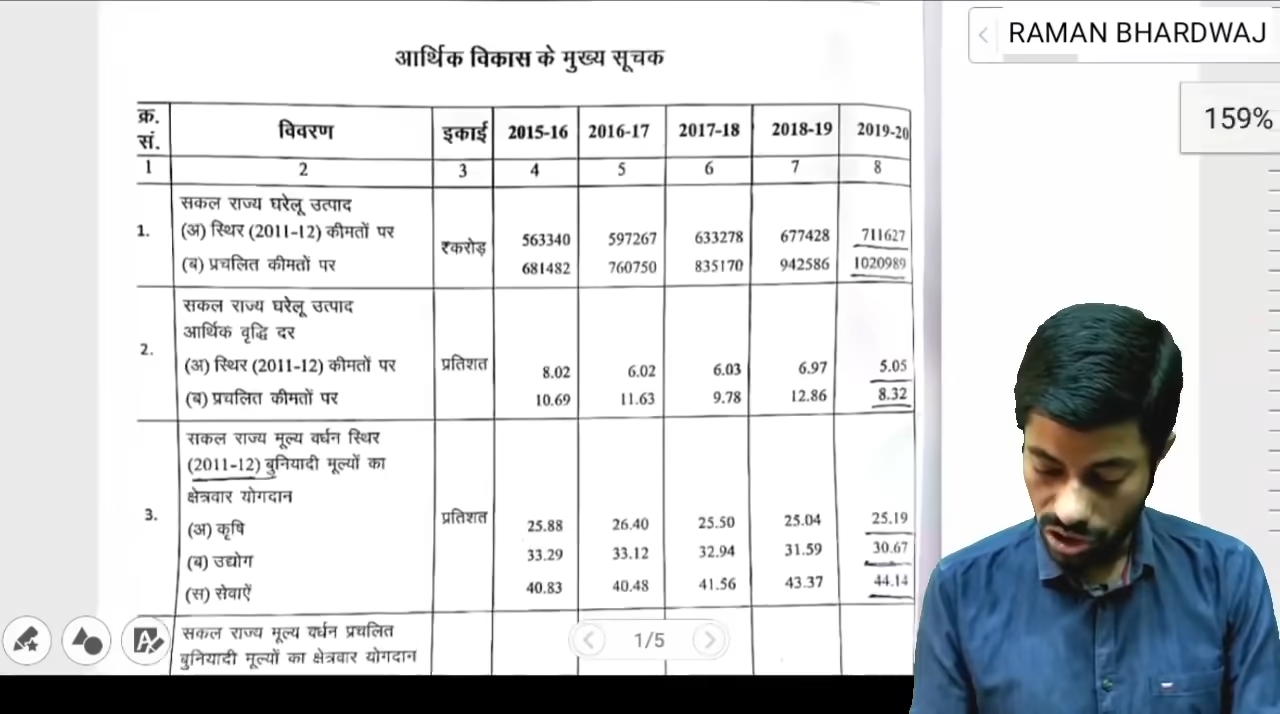 RAMAN BHARDWAJ
159%
आर्थिक विकास के मुख्य सूचक
क्र. सं. विवरण इकाई 2015-16 2016-17 2017-18 2018-19 2019-20
1 2 3 4 5 6 7 8
सकल राज्य घरेलू उत्पाद
1. (अ) स्थिर (2011-12) कीमतों पर ₹करोड़ 563340 597267 633278 677428 711627
(ब) प्रचलित कीमतों पर 681482 760750 835170 942586 1020989
सकल राज्य घरेलू उत्पाद
आर्थिक वृद्धि दर
2. (अ) स्थिर (2011-12) कीमतों पर प्रतिशत 8.02 6.02 6.03 6.97 5.05
(ब) प्रचलित कीमतों पर 10.69 11.63 9.78 12.86 8.32
सकल राज्य मूल्य वर्धन स्थिर
(2011-12) बुनियादी मूल्यों का
क्षेत्रवार योगदान
3. (अ) कृषि प्रतिशत 25.88 26.40 25.50 25.04 25.19
(ब) उद्योग 33.29 33.12 32.94 31.59 30.67
(स) सेवाऐं 40.83 40.48 41.56 43.37 44.14
सकल राज्य मूल्य वर्धन प्रचलित
बुनियादी मूल्यों का क्षेत्रवार योगदान
1/5